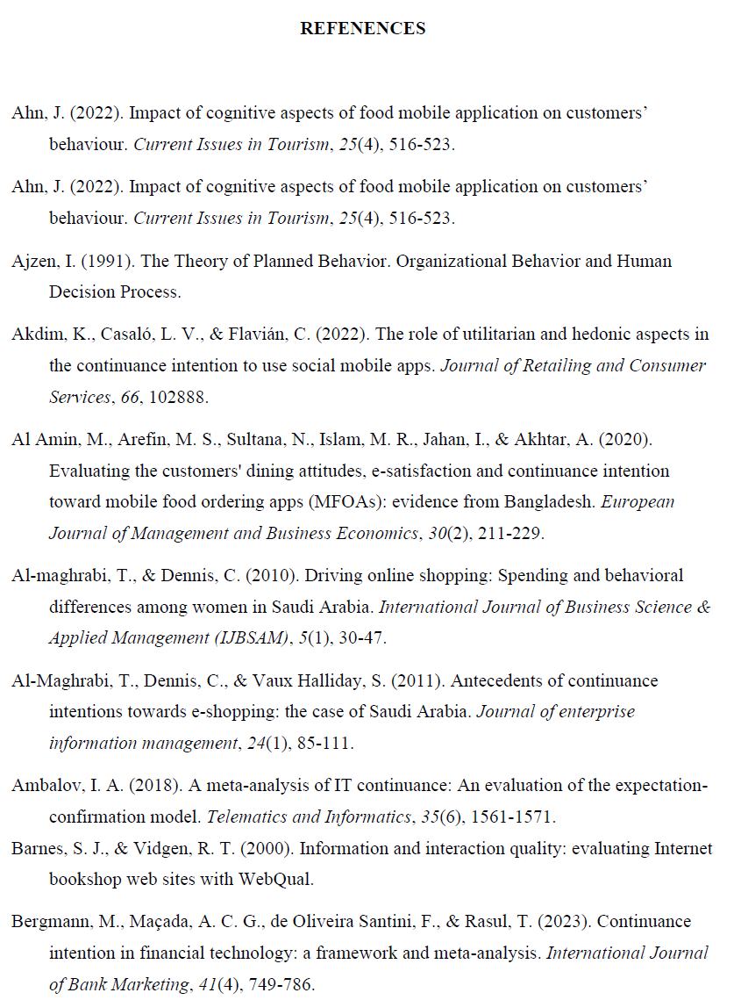 REFENENCES
Ahn, J. (2022). Impact of cognitive aspects of food mobile application on customers’
behaviour. Current Issues in Tourism, 25(4), 516-523.
Ahn, J. (2022). Impact of cognitive aspects of food mobile application on customers’
behaviour. Current Issues in Tourism, 25(4), 516-523.
Ajzen, I. (1991). The Theory of Planned Behavior. Organizational Behavior and Human
Decision Process.
Akdim, K., Casaló, L. V., & Flavián, C. (2022). The role of utilitarian and hedonic aspects in
the continuance intention to use social mobile apps. Journal of Retailing and Consumer
Services, 66, 102888.
Al Amin, M., Arefin, M. S., Sultana, N., Islam, M. R., Jahan, I., & Akhtar, A. (2020).
Evaluating the customers' dining attitudes, e-satisfaction and continuance intention
toward mobile food ordering apps (MFOAs): evidence from Bangladesh. European
Journal of Management and Business Economics, 30(2), 211-229.
Al-maghrabi, T., & Dennis, C. (2010). Driving online shopping: Spending and behavioral
differences among women in Saudi Arabia. International Journal of Business Science &
Applied Management (IJBSAM), 5(1), 30-47.
Al-Maghrabi, T., Dennis, C., & Vaux Halliday, S. (2011). Antecedents of continuance
intentions towards e-shopping: the case of Saudi Arabia. Journal of enterprise
information management, 24(1), 85-111.
Ambalov, I. A. (2018). A meta-analysis of IT continuance: An evaluation of the expectation-
confirmation model. Telematics and Informatics, 35(6), 1561-1571.
Barnes, S. J., & Vidgen, R. T. (2000). Information and interaction quality: evaluating Internet
bookshop web sites with WebQual.
Bergmann, M., Maçada, A. C. G., de Oliveira Santini, F., & Rasul, T. (2023). Continuance
intention in financial technology: a framework and meta-analysis. International Journal
of Bank Marketing, 41(4), 749-786.